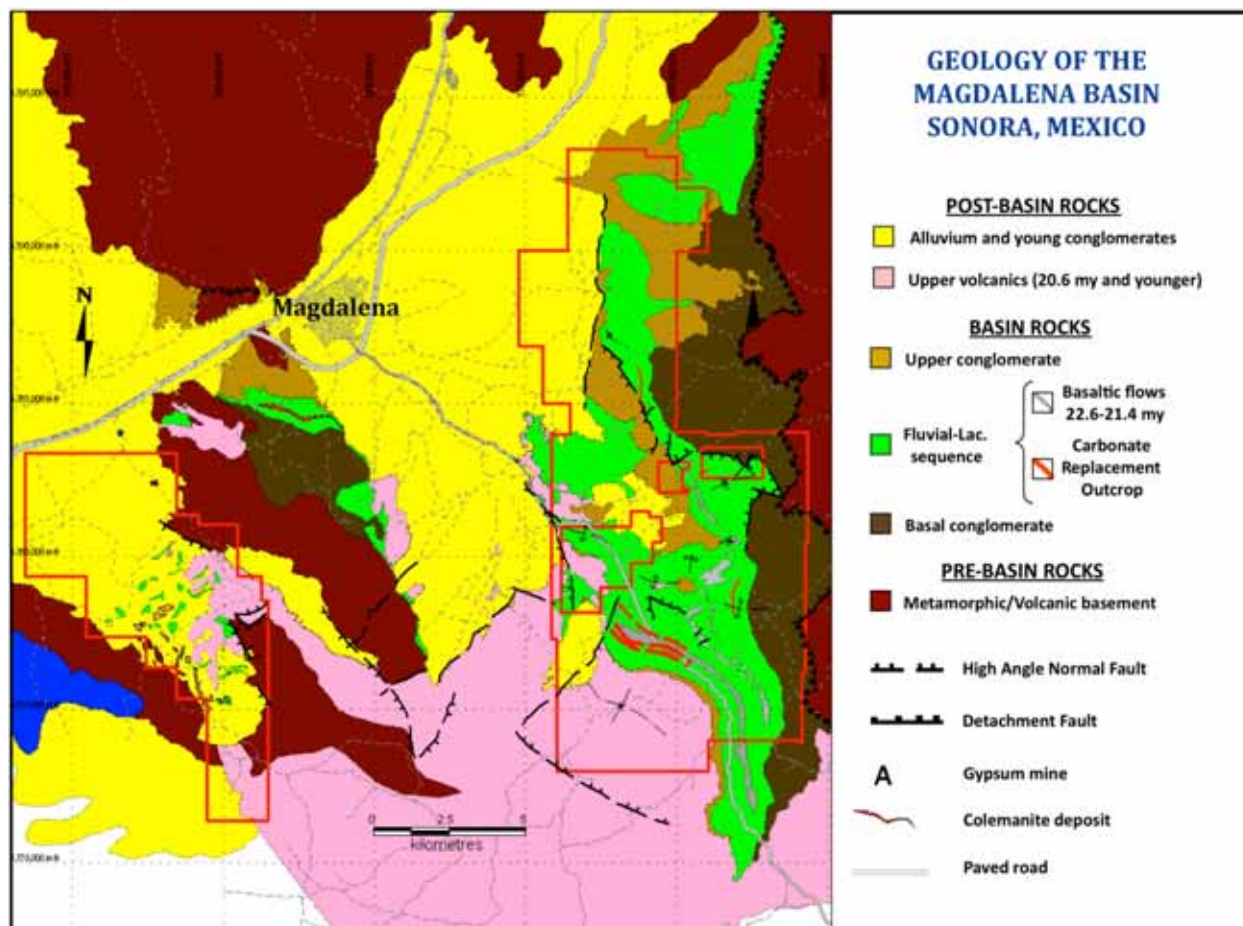 GEOLOGY OF THE
MAGDALENA BASIN
SONORA, MEXICO
POST-BASIN ROCKS
Alluvium and young conglomerates
Upper volcanics (20.6 my and younger)
BASIN ROCKS
Upper conglomerate
Basaltic flows
22.6-21.4 my
Fluvial-Lac.
sequence
Carbonate
Replacement
Outcrop
Basal conglomerate
PRE-BASIN ROCKS
Metamorphic/Volcanic basement
High Angle Normal Fault
Detachment Fault
A Gypsum mine
Colemanite deposit
Paved road
N
Magdalena
0 2.5 5
kilometres